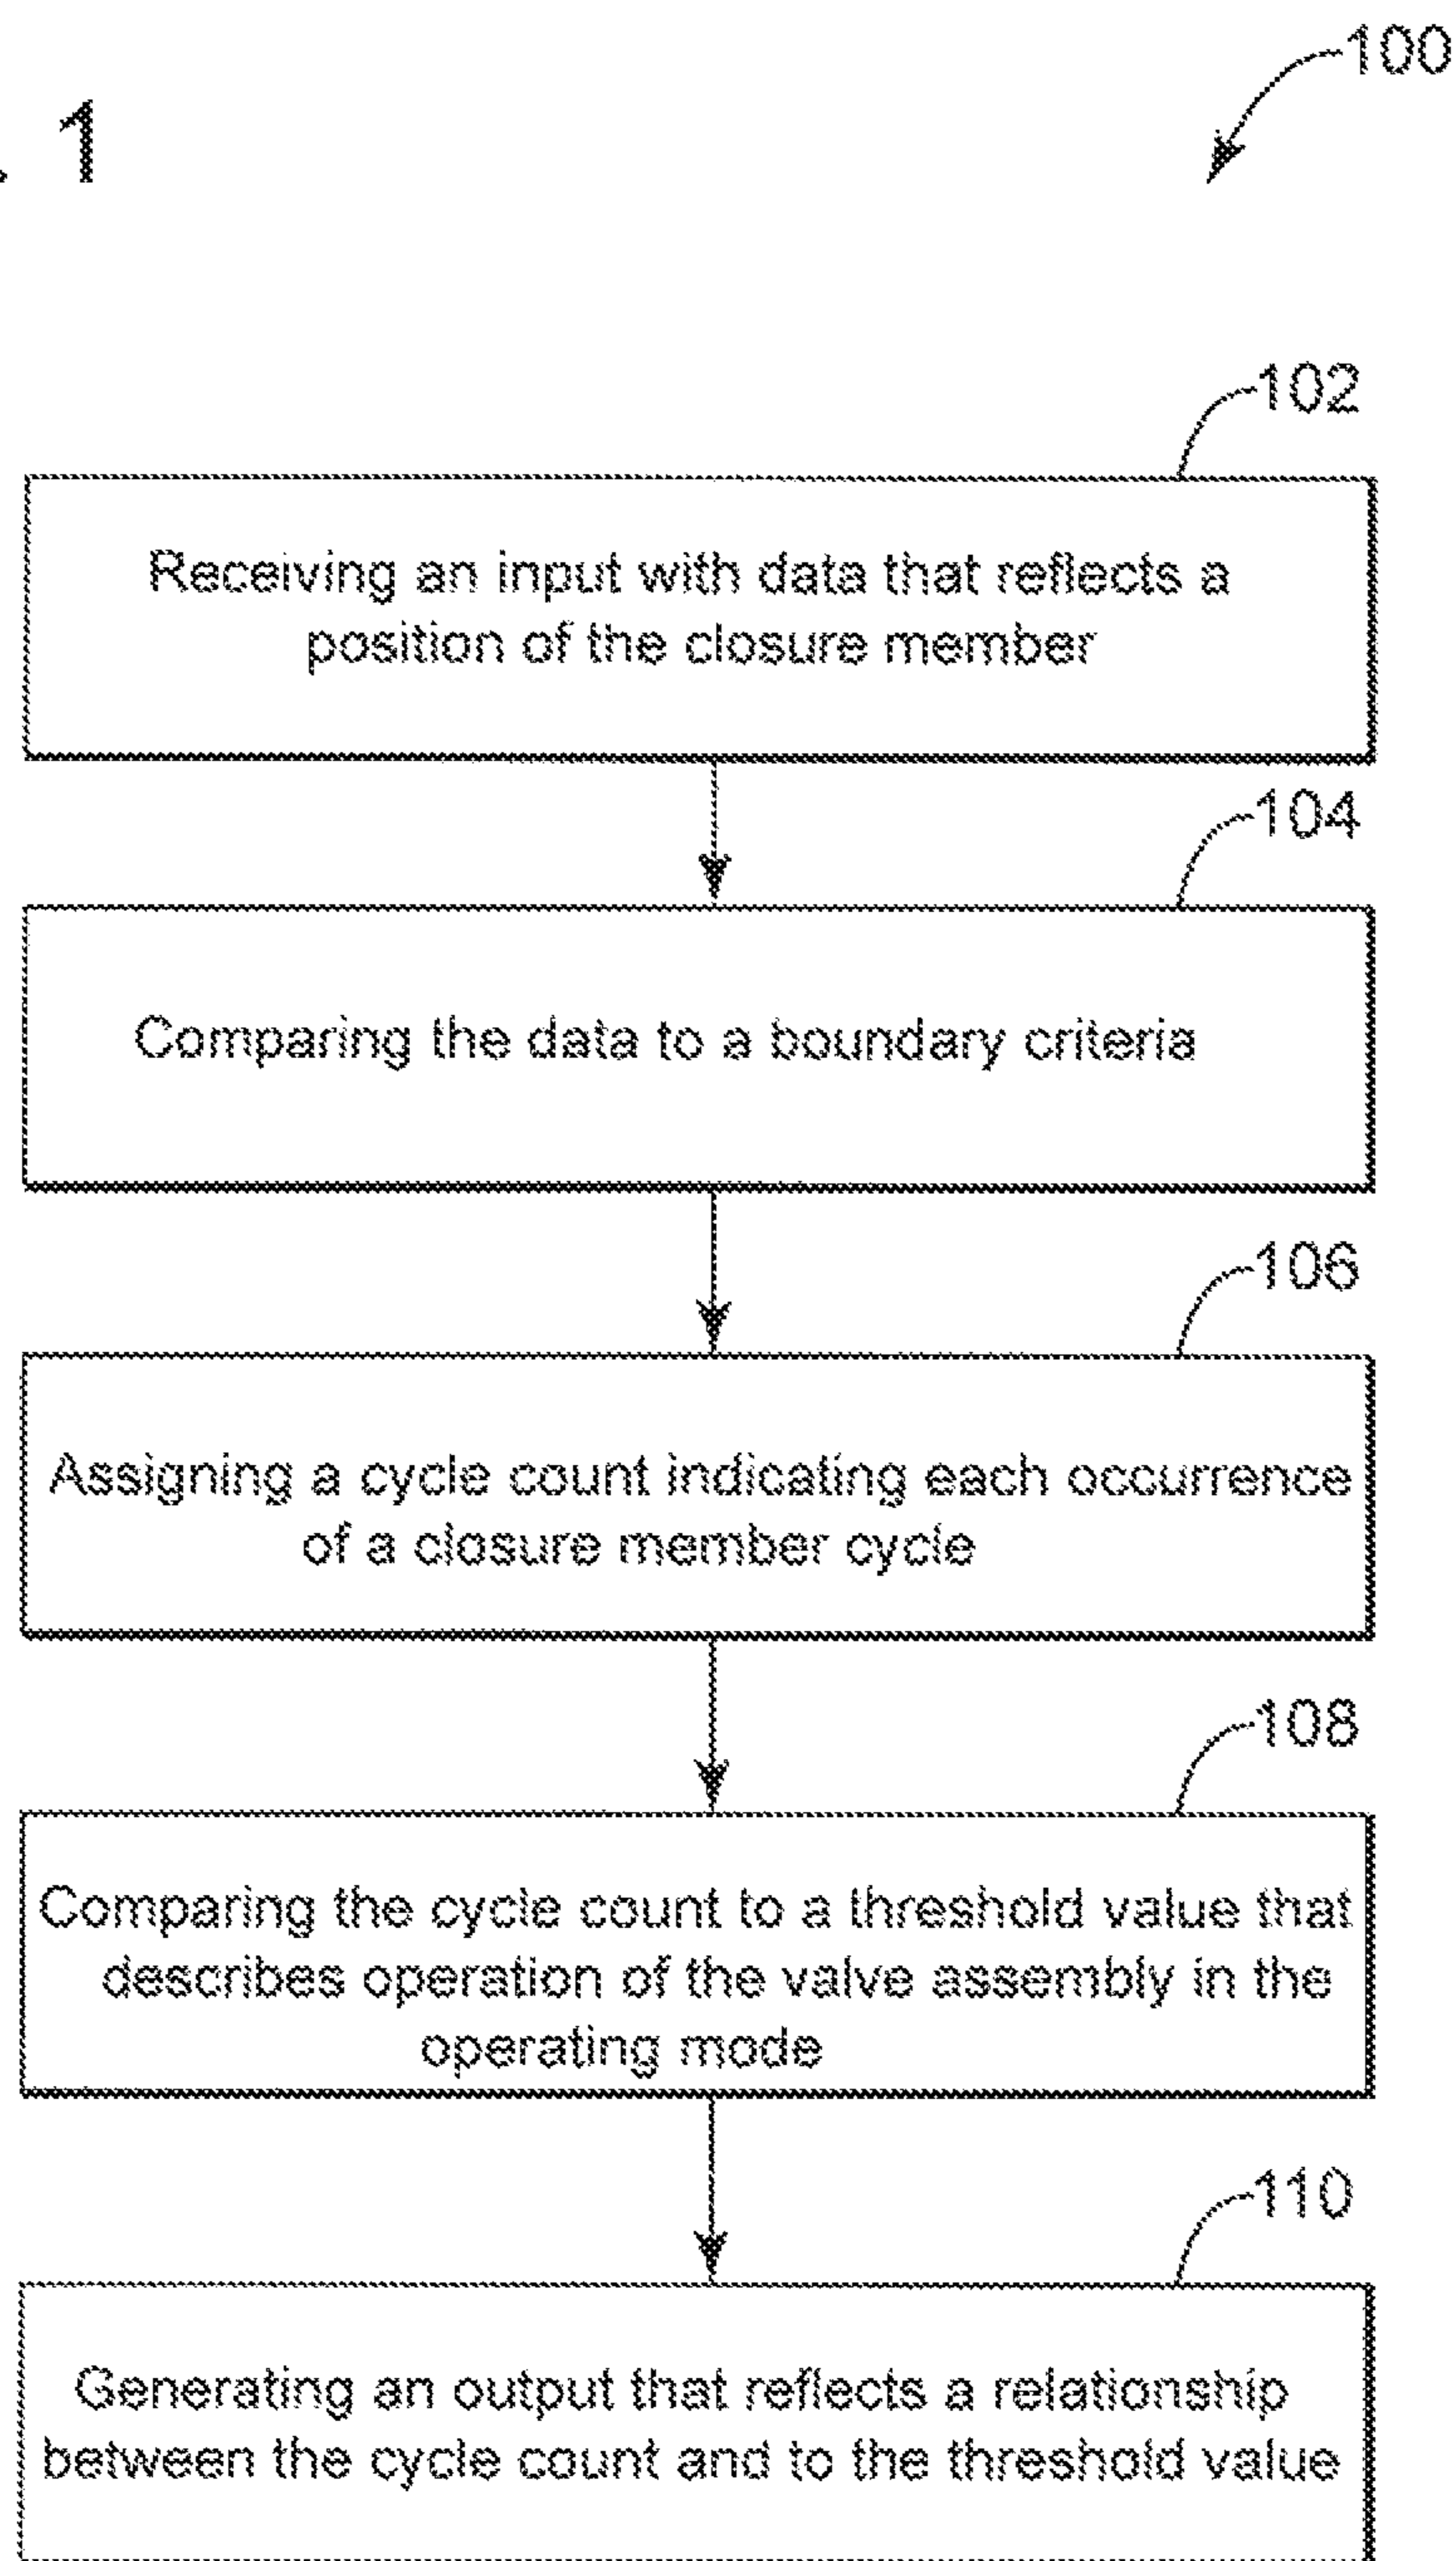 . 1
100
102
Receiving an input with data that reflects a
position of the closure member
104
Comparing the data to a boundary criteria
106
Assigning a cycle count indicating each occurrence
of a closure member cycle
108
Comparing the cycle count to a threshold value that
describes operation of the valve assembly in the
operating mode
110
Generating an output that reflects a relationship
between the cycle count and to the threshold value